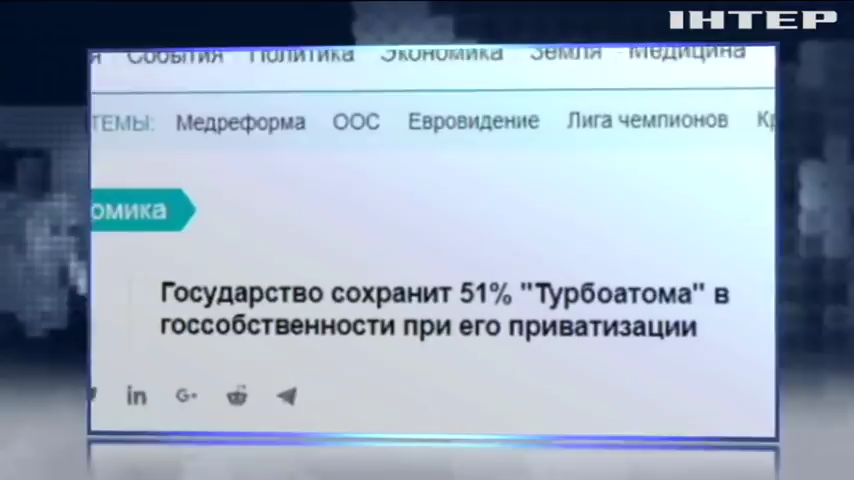 ІНТЕР
События Политика Экономика Земля Медицина
ТЕМЫ: Медреформа ООС Евровидение Лига чемпионов
омика
Государство сохранит 51% "Турбоатома" в
госсобственности при его приватизации
in G+